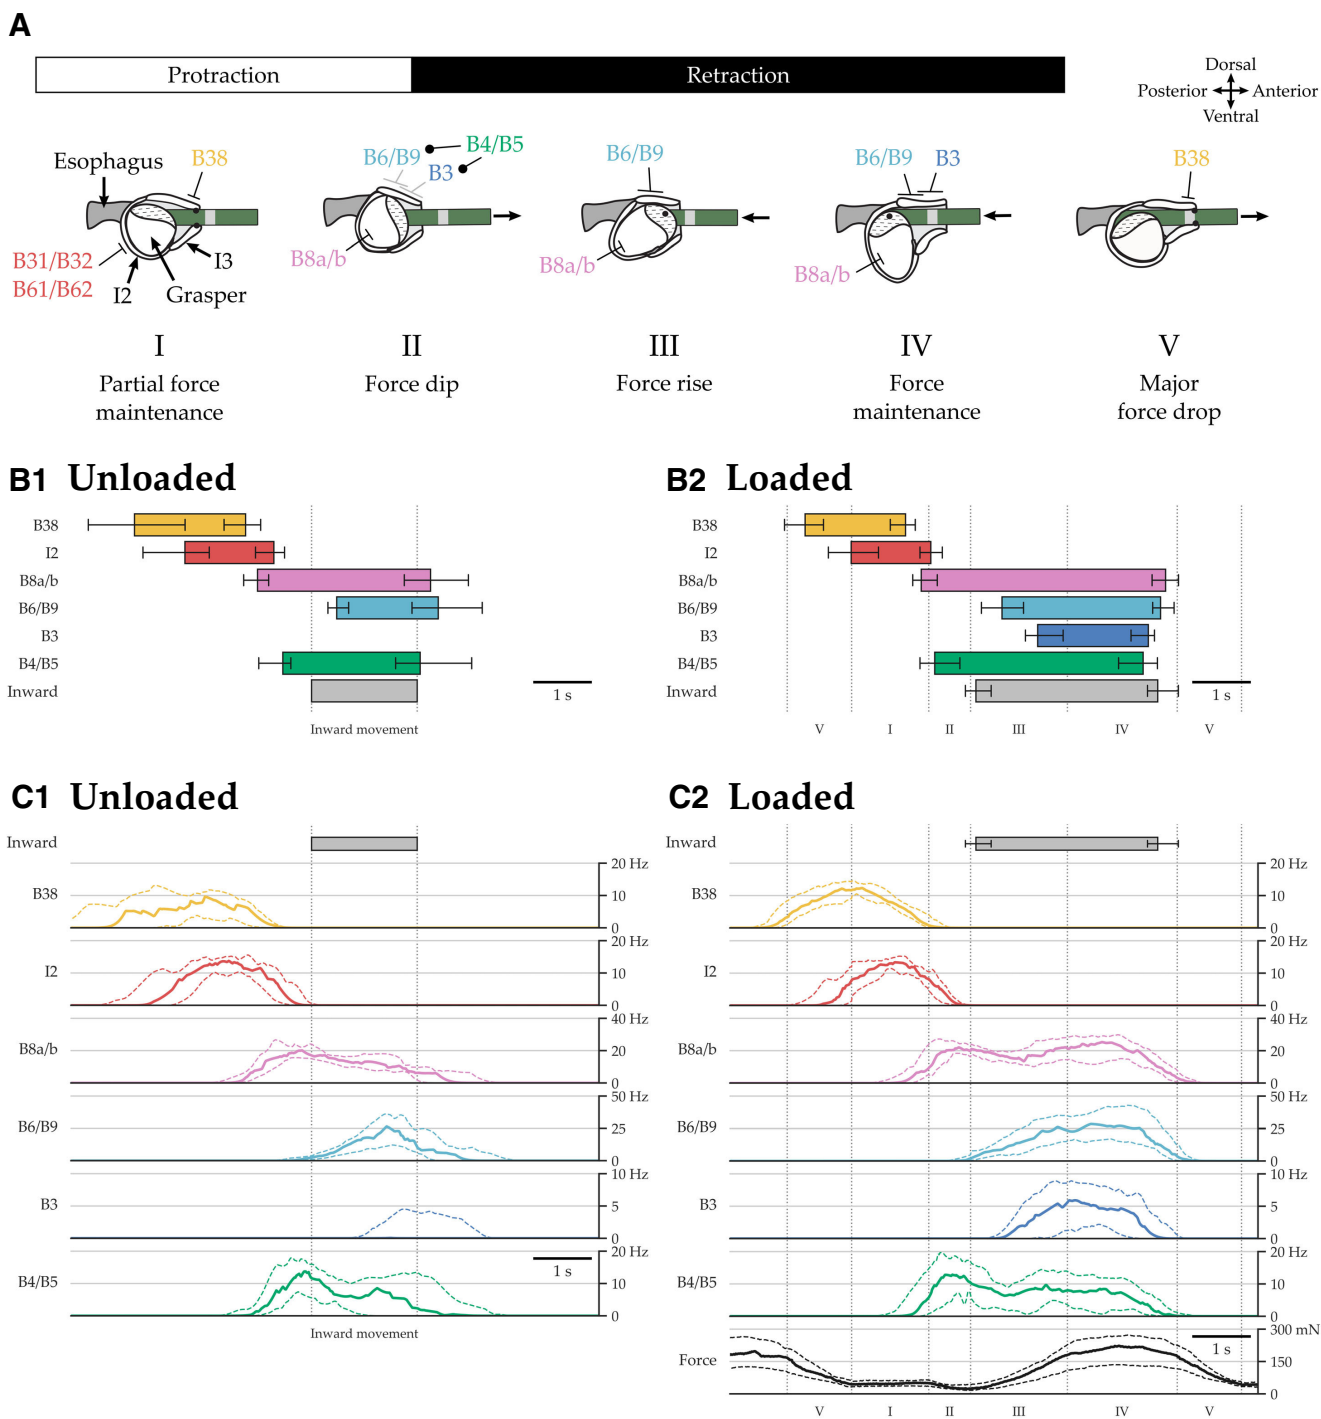 A
Protraction
Retraction
Dorsal
Posterior
Anterior
Ventral
Esophagus
B38
B31/B32
B61/B62
I2
I3
Grasper
B6/B9
B4/B5
B3
B8a/b
B6/B9
B8a/b
B6/B9
B3
B8a/b
B38
I
II
III
IV
V
Partial force
maintenance
Force dip
Force rise
Force
maintenance
Major
force drop
B1 Unloaded
B38
I2
B8a/b
B6/B9
B3
B4/B5
Inward
1 s
Inward movement
B2 Loaded
B38
I2
B8a/b
B6/B9
B3
B4/B5
Inward
1 s
V
I
II
III
IV
V
C1 Unloaded
Inward
B38
20 Hz
10
0
I2
20 Hz
10
0
B8a/b
40 Hz
20
0
B6/B9
50 Hz
25
0
B3
10 Hz
5
0
B4/B5
20 Hz
10
0
1 s
Inward movement
C2 Loaded
Inward
B38
20 Hz
10
0
I2
20 Hz
10
0
B8a/b
40 Hz
20
0
B6/B9
50 Hz
25
0
B3
10 Hz
5
0
B4/B5
20 Hz
10
0
Force
300 mN
150
0
1 s
V
I
II
III
IV
V